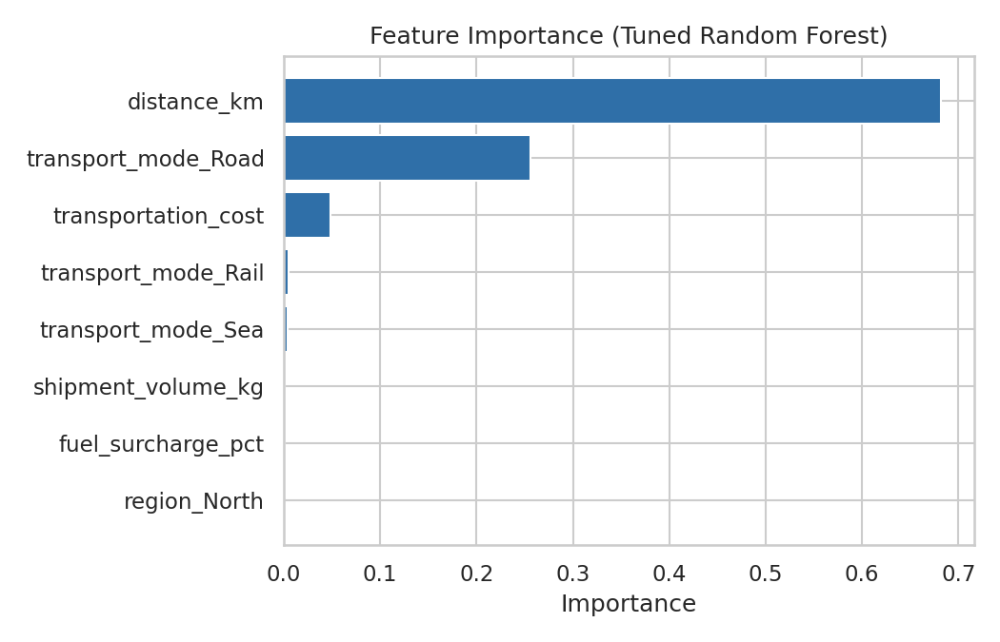 Feature Importance (Tuned Random Forest)
distance_km
transport_mode_Road
transportation_cost
transport_mode_Rail
transport_mode_Sea
shipment_volume_kg
fuel_surcharge_pct
region_North
0.0 0.1 0.2 0.3 0.4 0.5 0.6 0.7
Importance